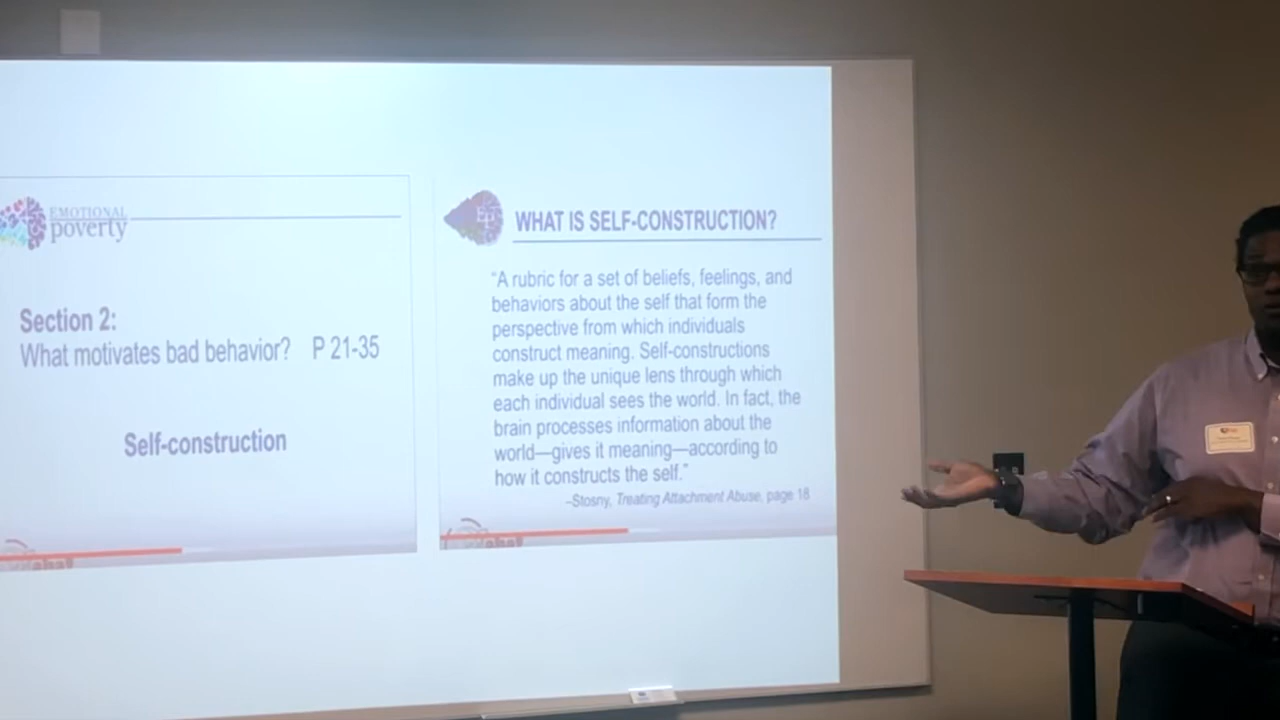 EMOTIONAL
poverty
Section 2:
What motivates bad behavior? P 21-35
Self-construction
EP
WHAT IS SELF-CONSTRUCTION?
“A rubric for a set of beliefs, feelings, and
behaviors about the self that form the
perspective from which individuals
construct meaning. Self-constructions
make up the unique lens through which
each individual sees the world. In fact, the
brain processes information about the
world—gives it meaning—according to
how it constructs the self.”
–Stosny, Treating Attachment Abuse, page 18